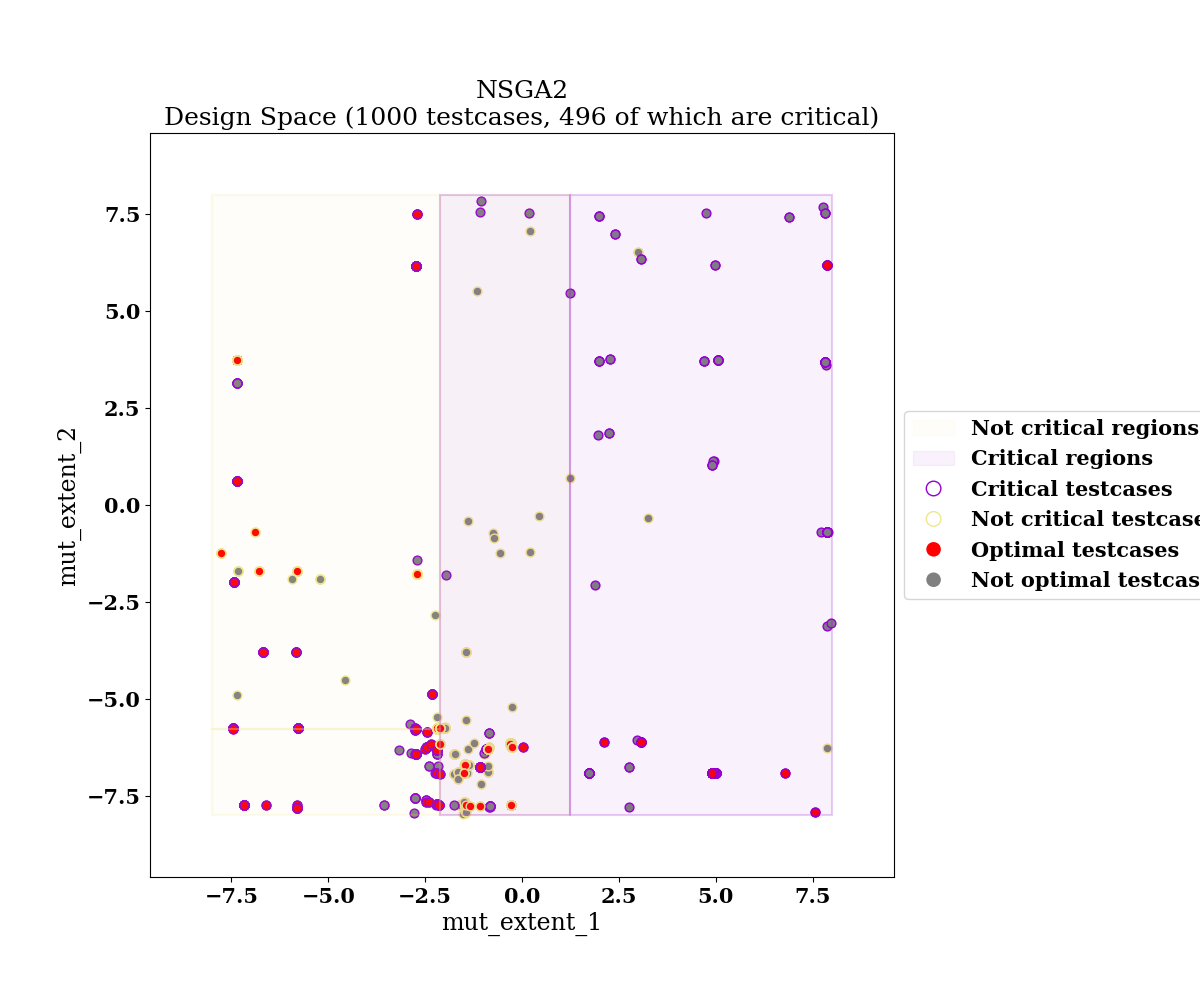 NSGA2
Design Space (1000 testcases, 496 of which are critical)
mut_extent_2
7.5
5.0
2.5
0.0
−2.5
−5.0
−7.5
−7.5
−5.0
−2.5
0.0
2.5
5.0
7.5
mut_extent_1
Not critical regions
Critical regions
Critical testcases
Not critical testcase
Optimal testcases
Not optimal testcas